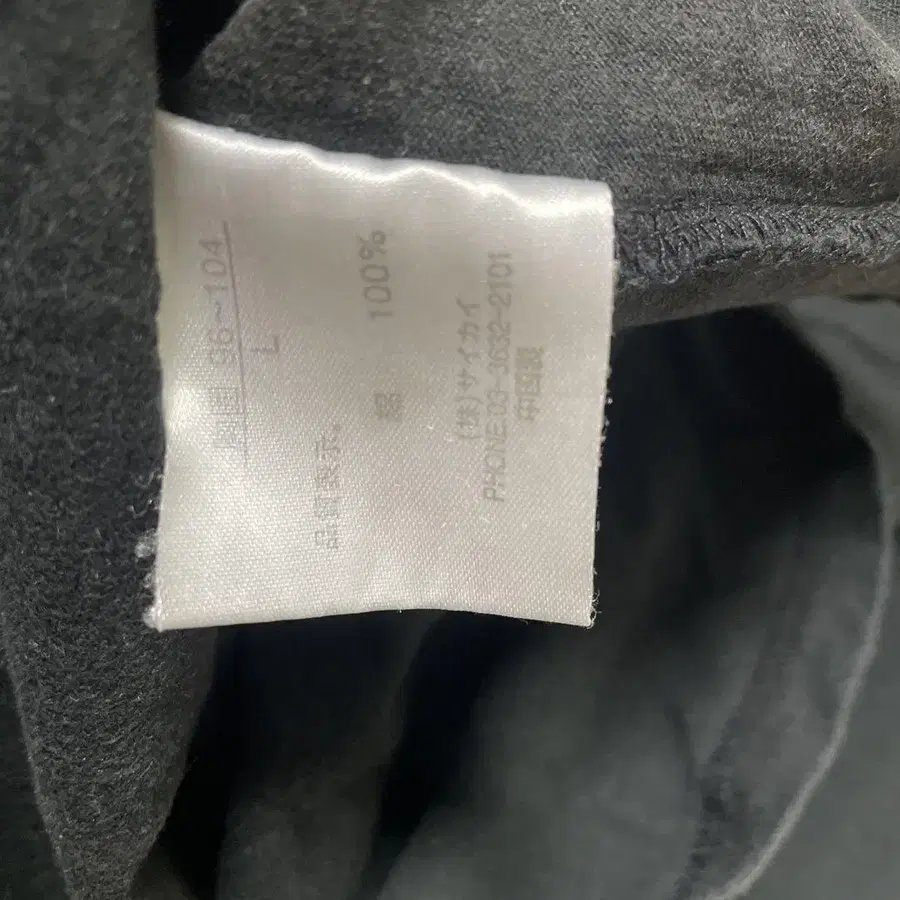 胸囲 96~104
L
品質表示.
綿 100%
(株)サイカイ
PHONE:03-3632-2101
中国製